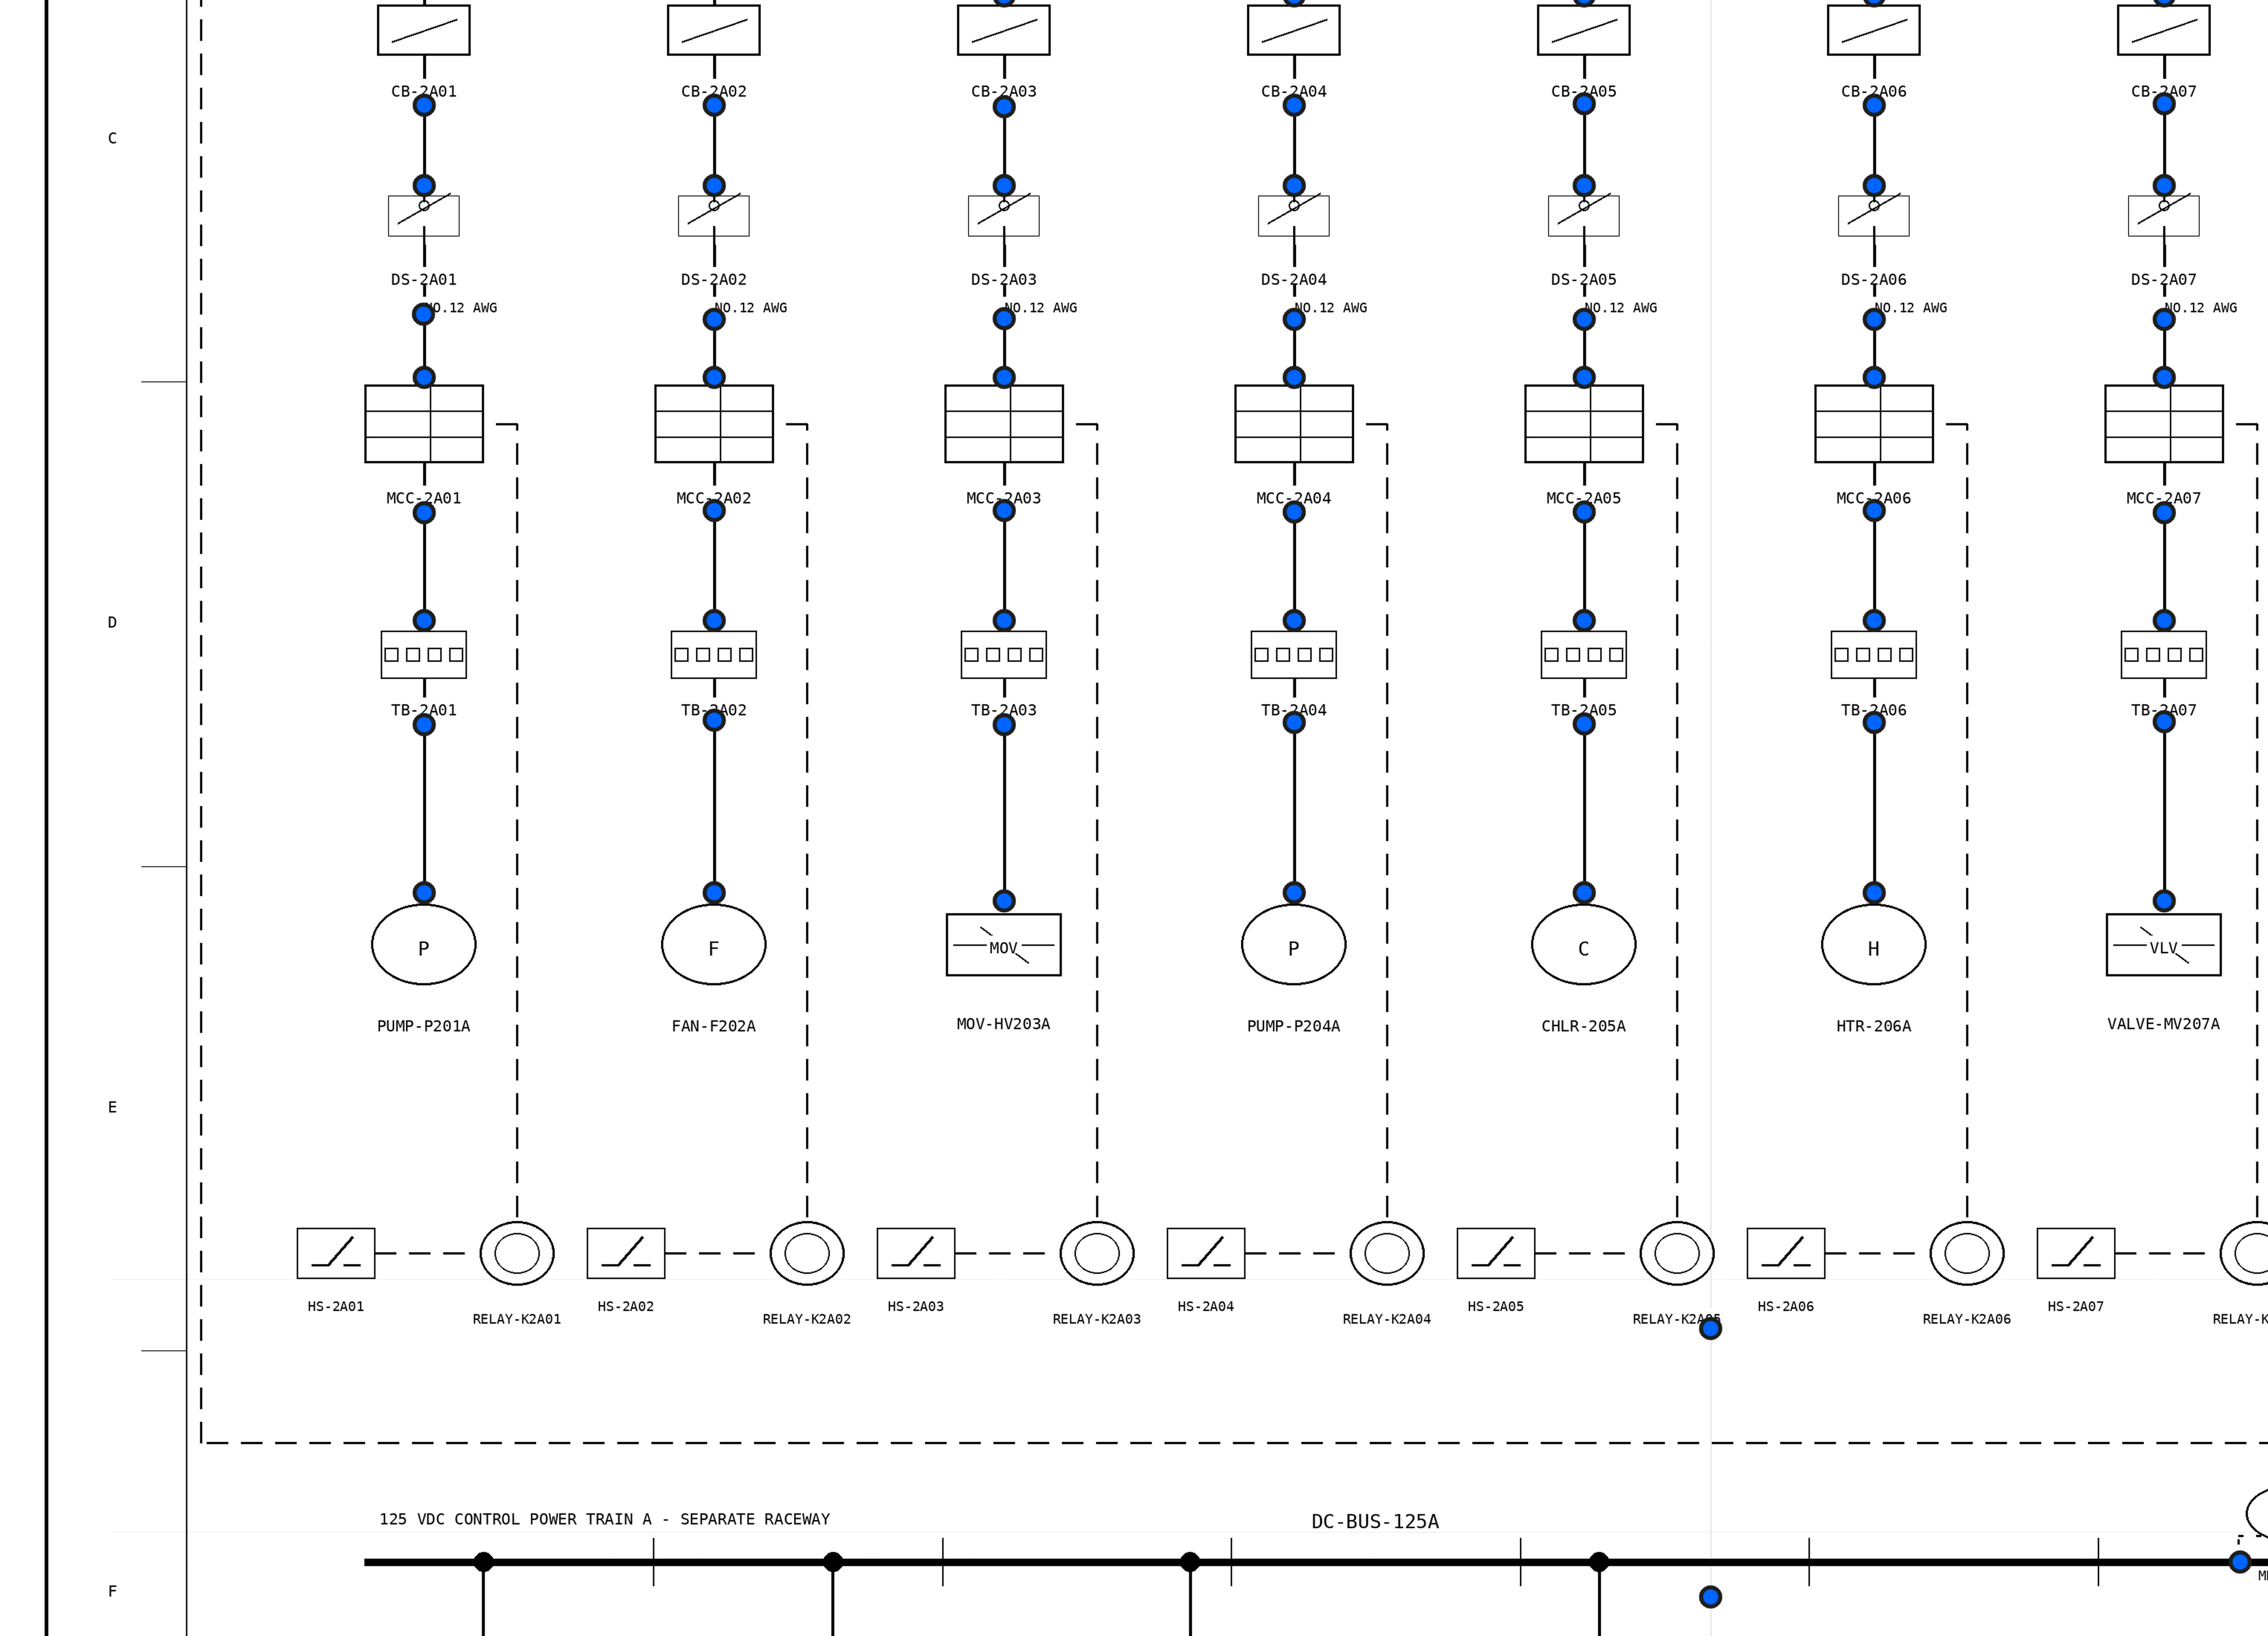 CB-2A01 CB-2A02 CB-2A03 CB-2A04 CB-2A05 CB-2A06 CB-2A07
C
DS-2A01 DS-2A02 DS-2A03 DS-2A04 DS-2A05 DS-2A06 DS-2A07
NO.12 AWG NO.12 AWG NO.12 AWG NO.12 AWG NO.12 AWG NO.12 AWG NO.12 AWG
MCC-2A01 MCC-2A02 MCC-2A03 MCC-2A04 MCC-2A05 MCC-2A06 MCC-2A07
D
TB-2A01 TB-2A02 TB-2A03 TB-2A04 TB-2A05 TB-2A06 TB-2A07
P F MOV P C H VLV
PUMP-P201A FAN-F202A MOV-HV203A PUMP-P204A CHLR-205A HTR-206A VALVE-MV207A
E
HS-2A01 HS-2A02 HS-2A03 HS-2A04 HS-2A05 HS-2A06 HS-2A07
RELAY-K2A01 RELAY-K2A02 RELAY-K2A03 RELAY-K2A04 RELAY-K2A05 RELAY-K2A06 RELAY-K
125 VDC CONTROL POWER TRAIN A - SEPARATE RACEWAY DC-BUS-125A
F